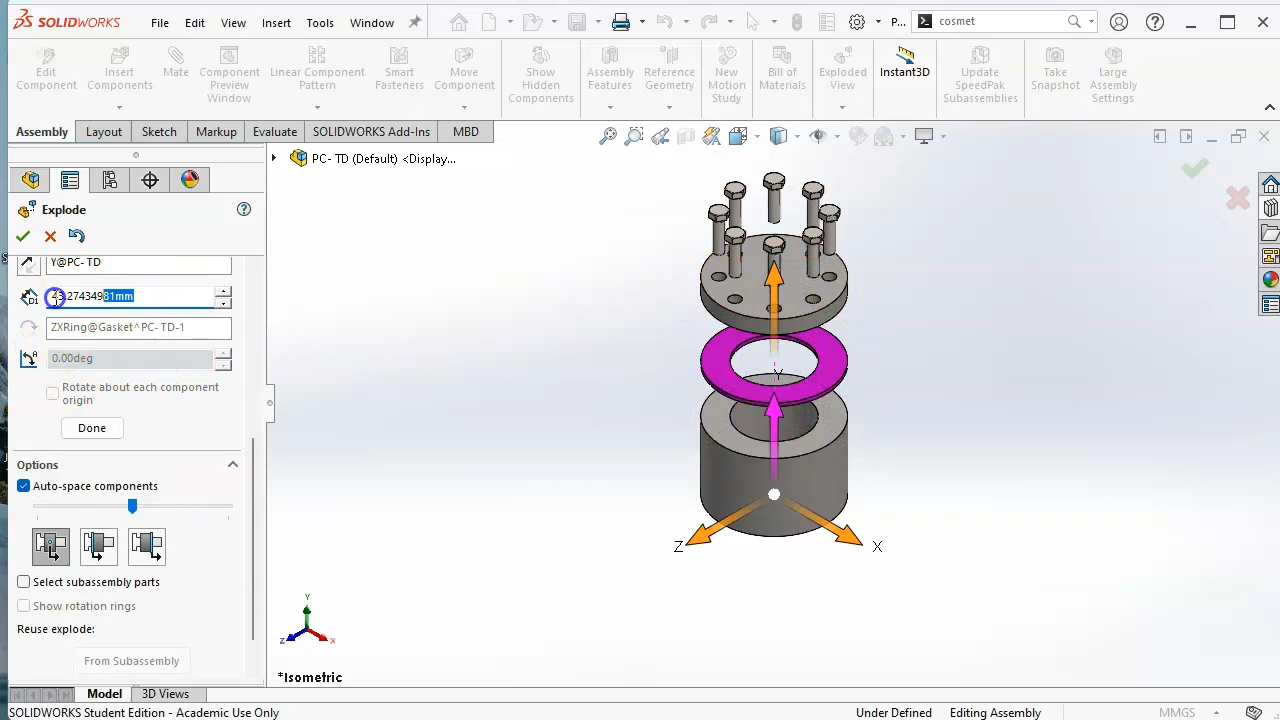 SOLIDWORKS File Edit View Insert Tools Window P... cosmet
Edit Component
Insert Components
Mate
Component Preview Window
Linear Component Pattern
Smart Fasteners
Move Component
Show Hidden Components
Assembly Features
Reference Geometry
New Motion Study
Bill of Materials
Exploded View
Instant3D
Update SpeedPak Subassemblies
Take Snapshot
Large Assembly Settings
Assembly Layout Sketch Markup Evaluate SOLIDWORKS Add-Ins MBD
PC- TD (Default) <Display...
Explode
Y@PC- TD
D1
81mm
ZXRing@Gasket^PC- TD-1
0.00deg
Rotate about each component origin
Done
Options
Auto-space components
Select subassembly parts
Show rotation rings
Reuse explode:
From Subassembly
Y
Z
X
Y
Z
X
*Isometric
Model 3D Views
SOLIDWORKS Student Edition - Academic Use Only Under Defined Editing Assembly MMGS